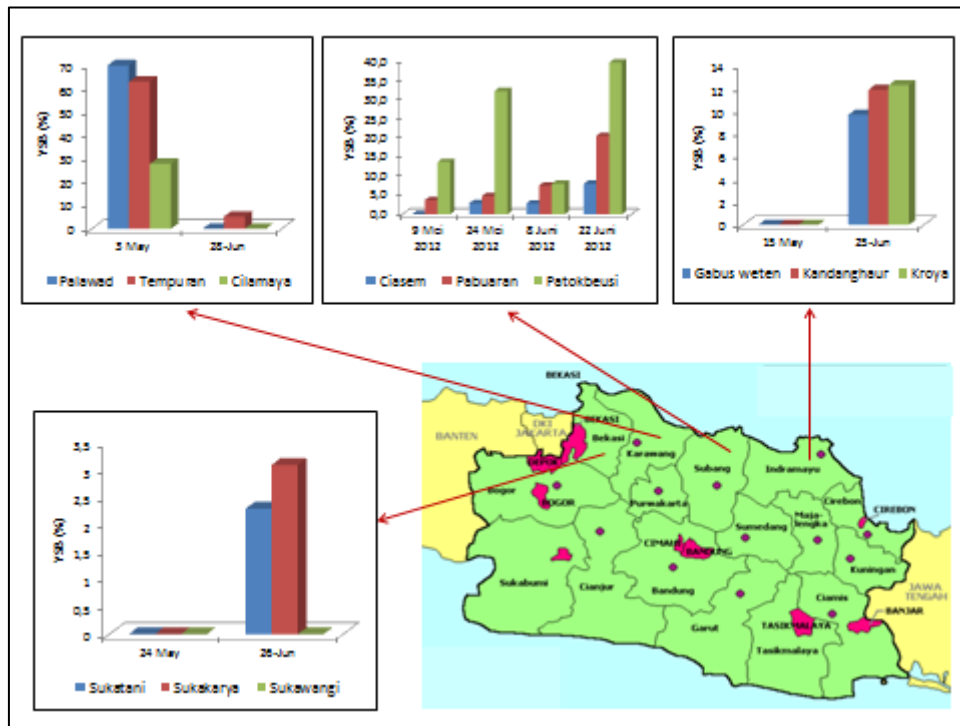 YSB (%)
70
60
50
40
30
20
10
0
3 May
28-Jun
Palawad
Tempuran
Cilamaya
YSB (%)
40,0
35,0
30,0
25,0
20,0
15,0
10,0
5,0
0,0
9 Mei
2012
24 Mei
2012
8 Juni
2012
22 Juni
2012
Ciasem
Pabuaran
Patokbeusi
YSB (%)
14
12
10
8
6
4
2
0
15 May
25-Jun
Gabus weten
Kandanghaur
Kroya
YSB (%)
3,5
3
2,5
2
1,5
1
0,5
0
24 May
26-Jun
Sukatani
Sukakarya
Sukawangi
BEKASI
BANTEN
DKI
JAKARTA
BEKASI
Bekasi
Karawang
Subang
Indramayu
DEPOK
Bogor
BOGOR
Purwakarta
Cirebon
CIREBON
Maja-
lengka
Sumedang
CIMAHI
BANDUNG
Kuningan
Sukabumi
Cianjur
Bandung
Ciamis
JAWA
TENGAH
BANJAR
Garut
TASIKMALAYA
Tasikmalaya